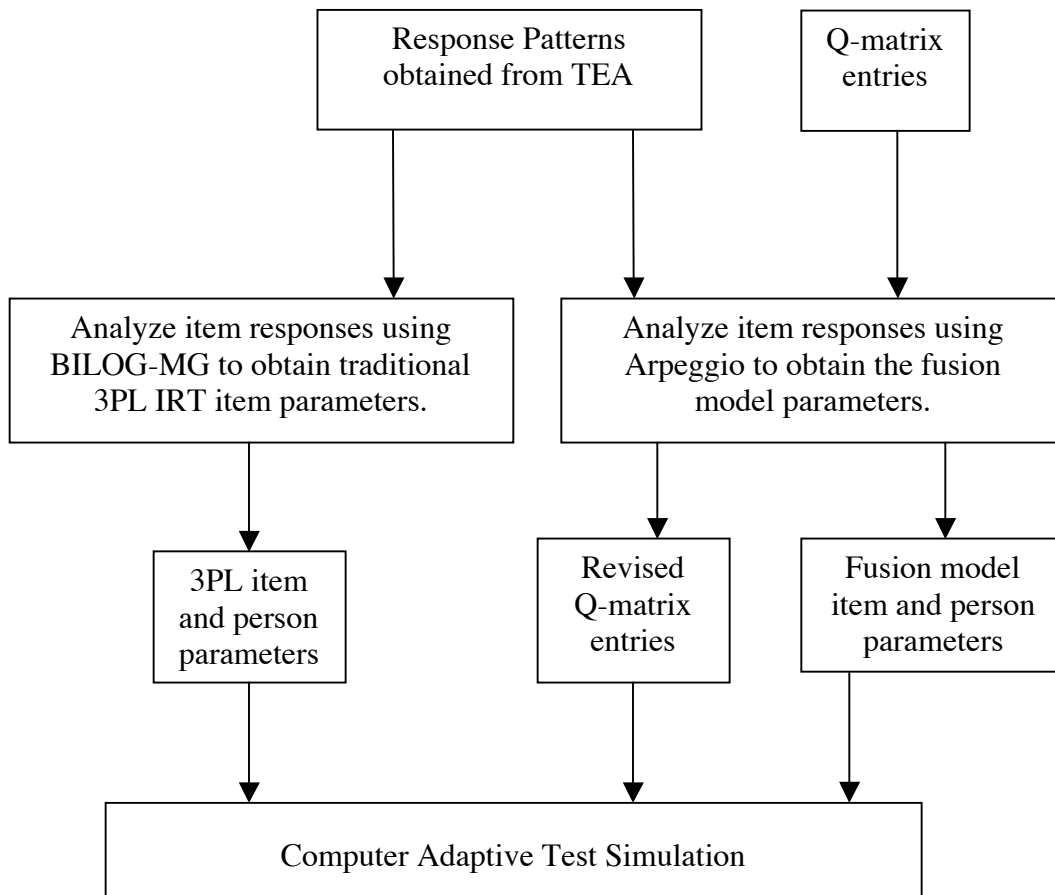 Response Patterns
obtained from TEA
Q-matrix
entries
Analyze item responses using
BILOG-MG to obtain traditional
3PL IRT item parameters.
Analyze item responses using
Arpeggio to obtain the fusion
model parameters.
3PL item
and person
parameters
Revised
Q-matrix
entries
Fusion model
item and person
parameters
Computer Adaptive Test Simulation